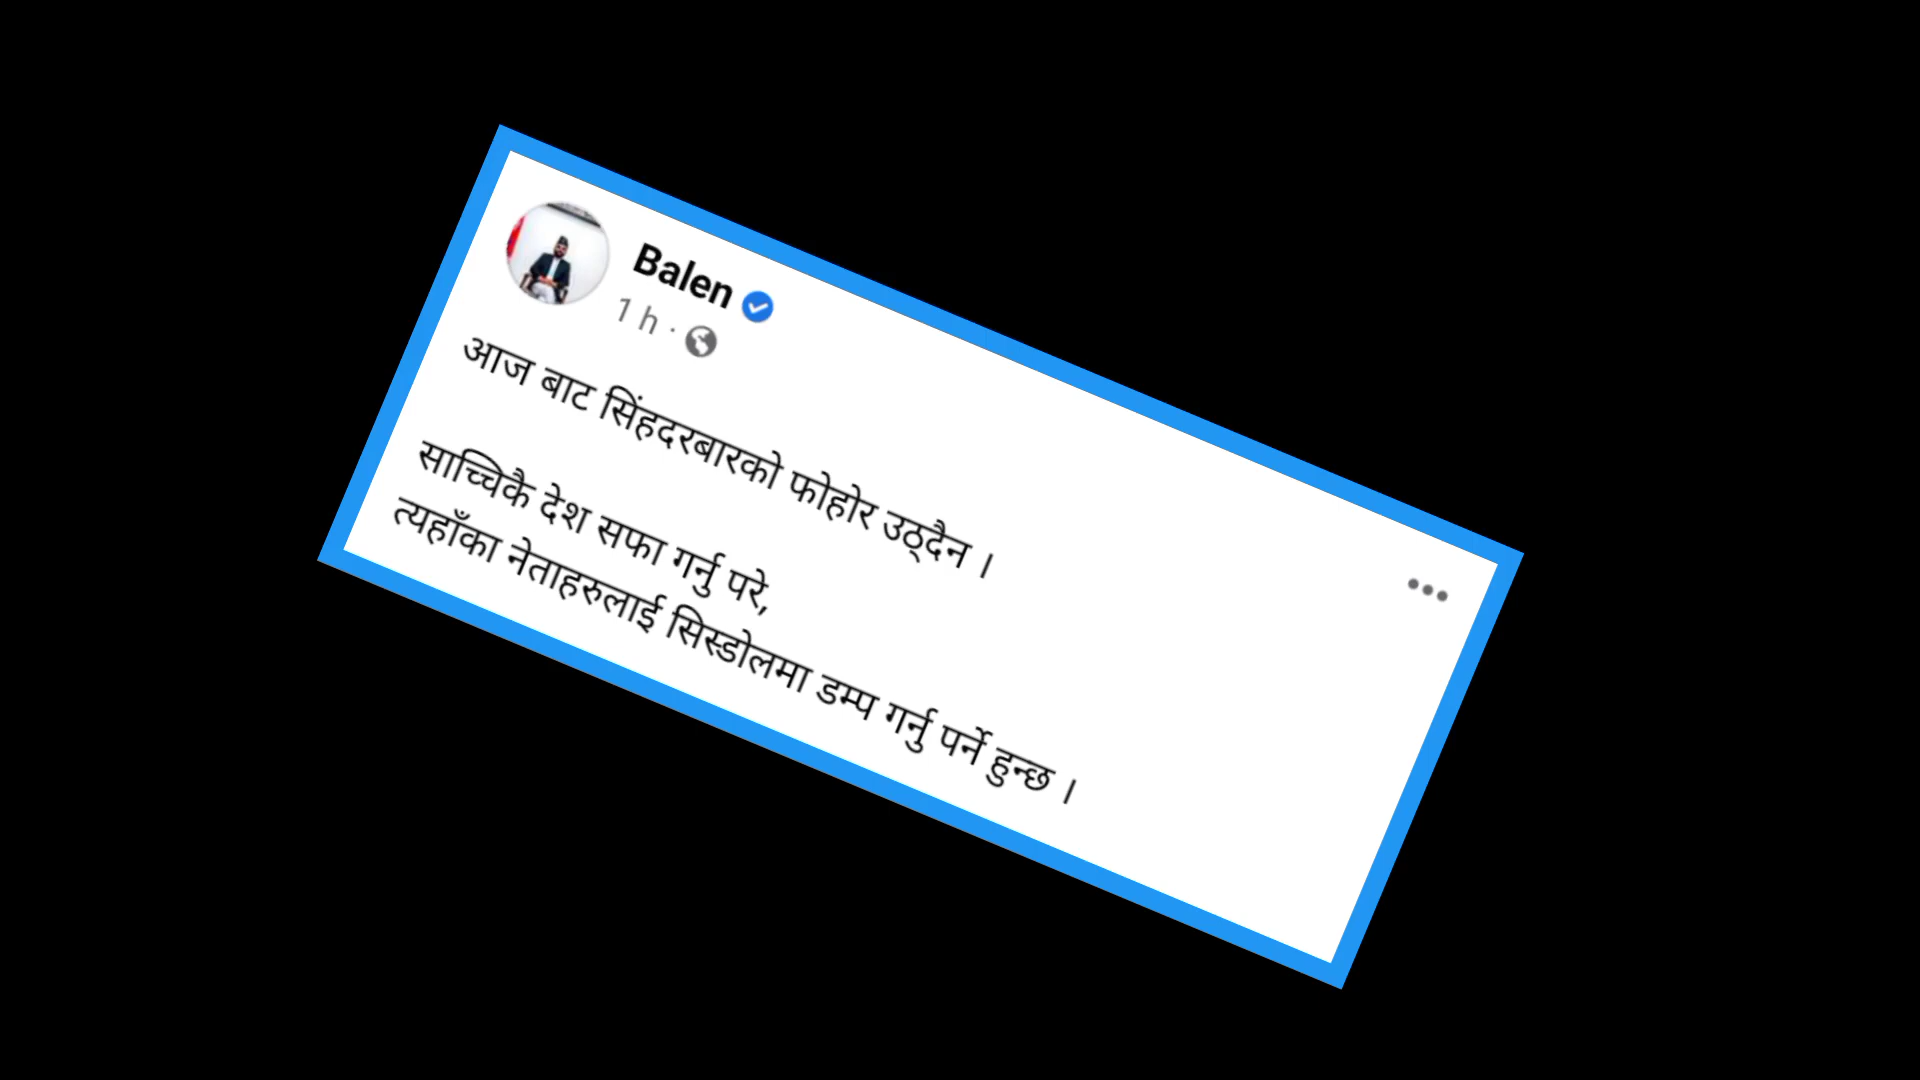 Balen
1 h ·
आज बाट सिंहदरबारको फोहोर उठ्दैन ।
साच्चिकै देश सफा गर्नु परे,
त्यहाँका नेताहरुलाई सिस्डोलमा डम्प गर्नु पर्ने हुन्छ ।